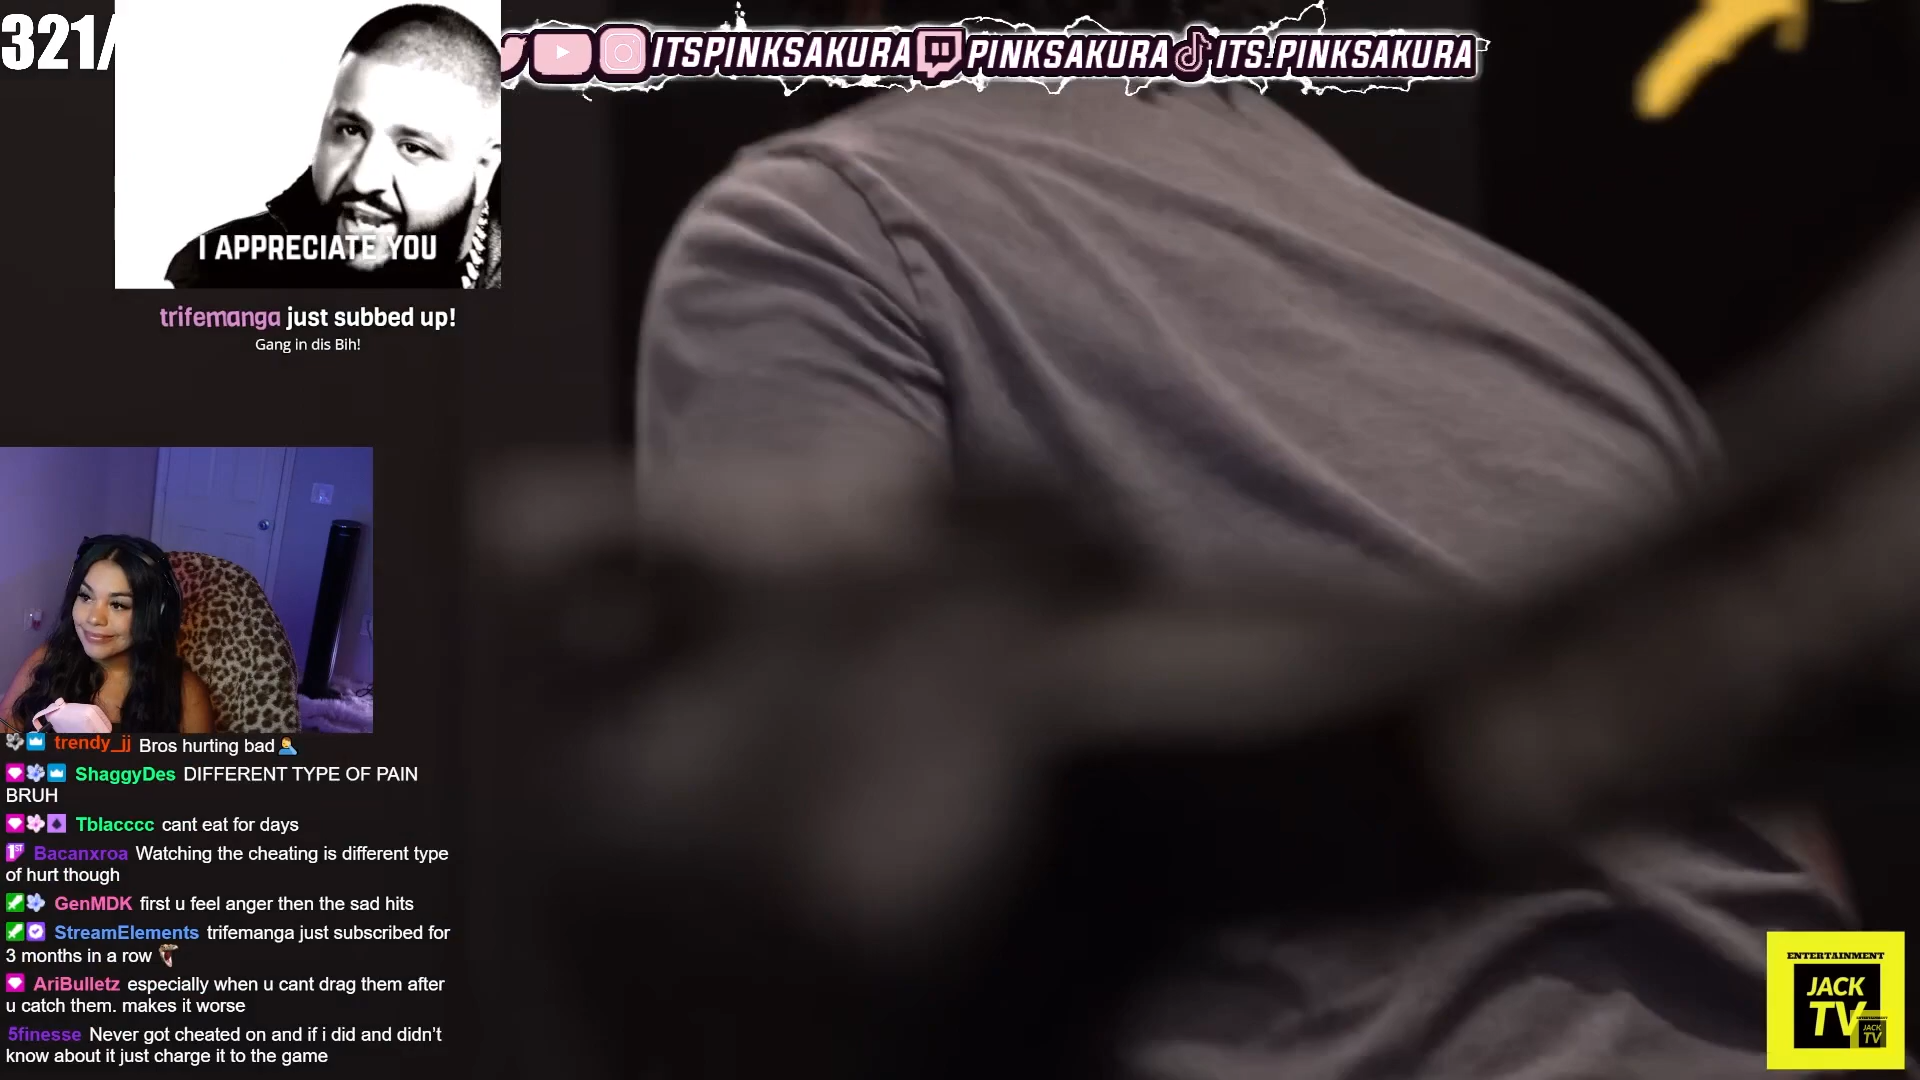 321/
ITSPINKSAKURA PINKSAKURA ITS.PINKSAKURA
I APPRECIATE YOU
trifemanga just subbed up!
Gang in dis Bih!
trendy_jj Bros hurting bad
ShaggyDes DIFFERENT TYPE OF PAIN
BRUH
Tblacccc cant eat for days
1ST Bacanxroa Watching the cheating is different type
of hurt though
GenMDK first u feel anger then the sad hits
StreamElements trifemanga just subscribed for
3 months in a row
AriBulletz especially when u cant drag them after
u catch them. makes it worse
5finesse Never got cheated on and if i did and didn't
know about it just charge it to the game
ENTERTAINMENT
JACK
TV
JACK
TV